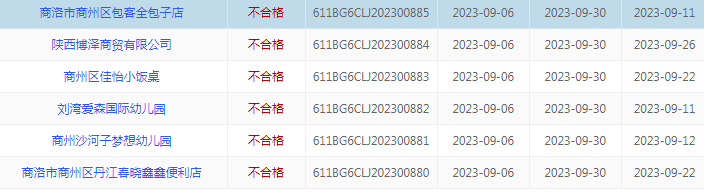 商洛市商州区包客全包子店 不合格 611BG6CLJ202300885 2023-09-06 2023-09-30 2023-09-11
陕西博泽商贸有限公司 不合格 611BG6CLJ202300884 2023-09-06 2023-09-30 2023-09-26
商州区佳怡小饭桌 不合格 611BG6CLJ202300883 2023-09-06 2023-09-30 2023-09-22
刘湾爱森国际幼儿园 不合格 611BG6CLJ202300882 2023-09-06 2023-09-30 2023-09-11
商州沙河子梦想幼儿园 不合格 611BG6CLJ202300881 2023-09-06 2023-09-30 2023-09-12
商洛市商州区丹江春晓鑫鑫便利店 不合格 611BG6CLJ202300880 2023-09-06 2023-09-30 2023-09-22